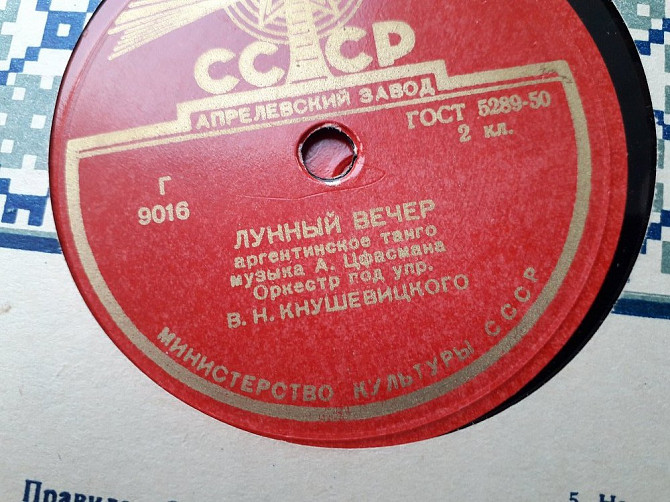 СССР
АПРЕЛЕВСКИЙ ЗАВОД
ГОСТ 5289-50
2 кл.
Г
9016
ЛУННЫЙ ВЕЧЕР
аргентинское танго
музыка А. Цфасмана
Оркестр под упр.
В. Н. КНУШЕВИЦКОГО
МИНИСТЕРСТВО КУЛЬТУРЫ СССР
5.